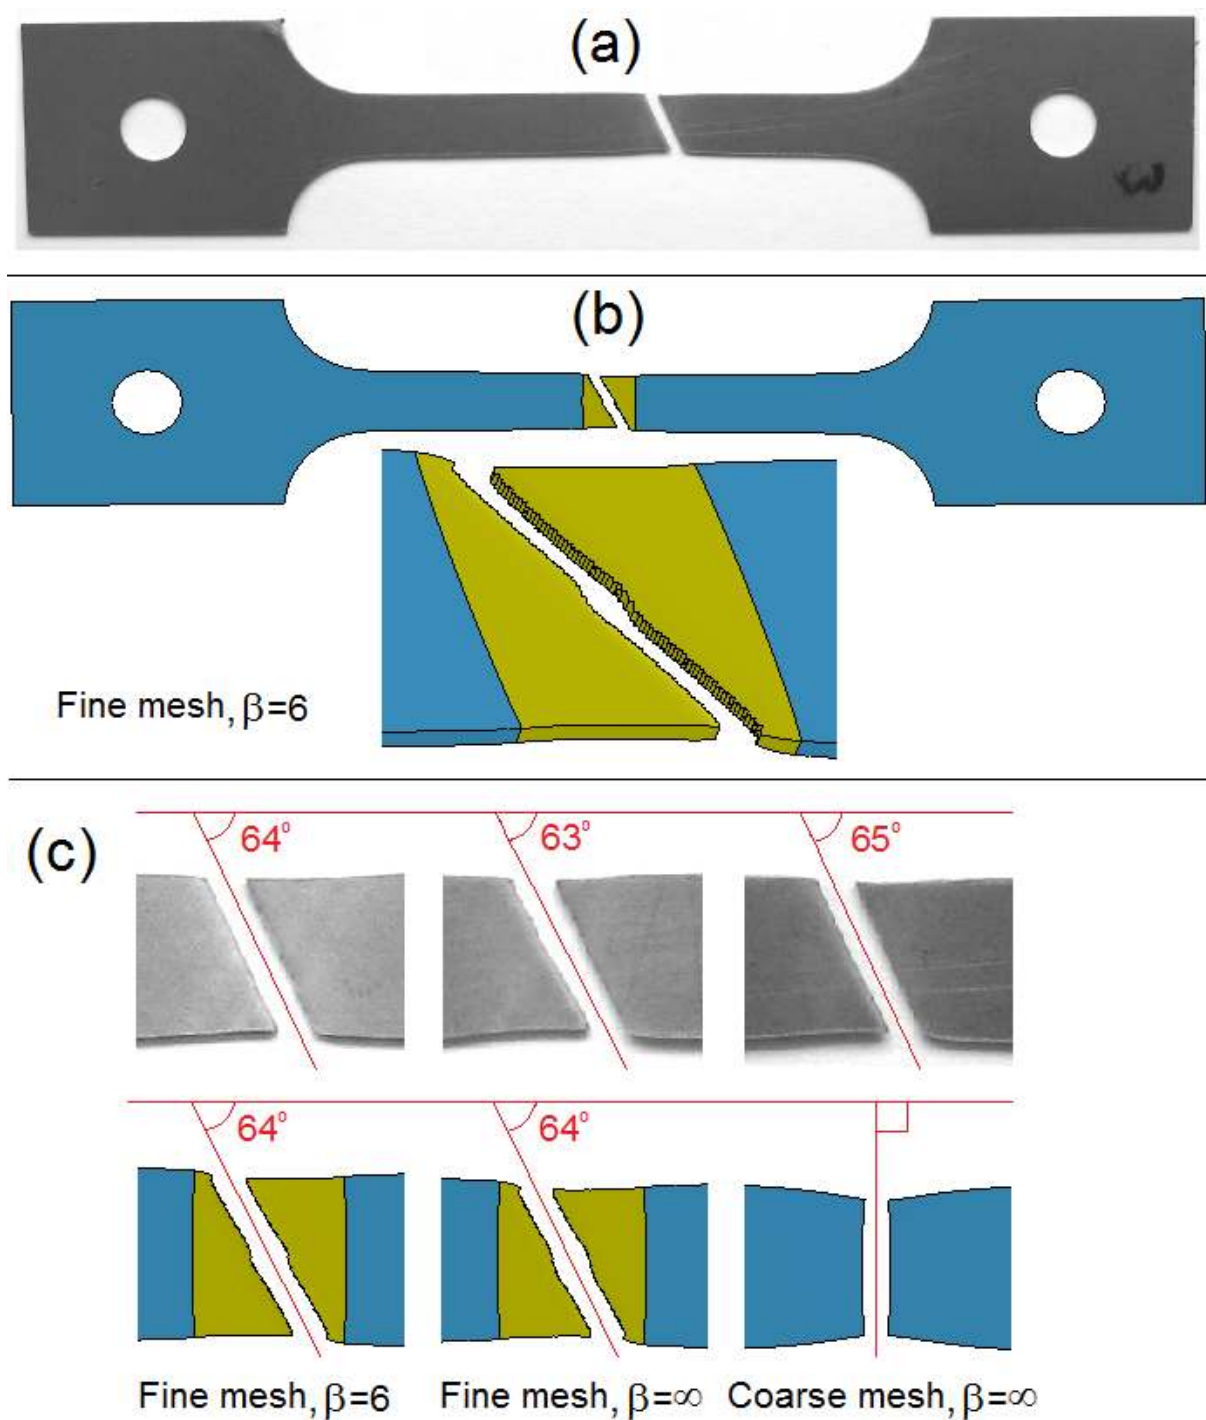 (a)
(b)
Fine mesh, β=6
(c)
64° 63° 65°
64° 64°
Fine mesh, β=6 Fine mesh, β=∞ Coarse mesh, β=∞